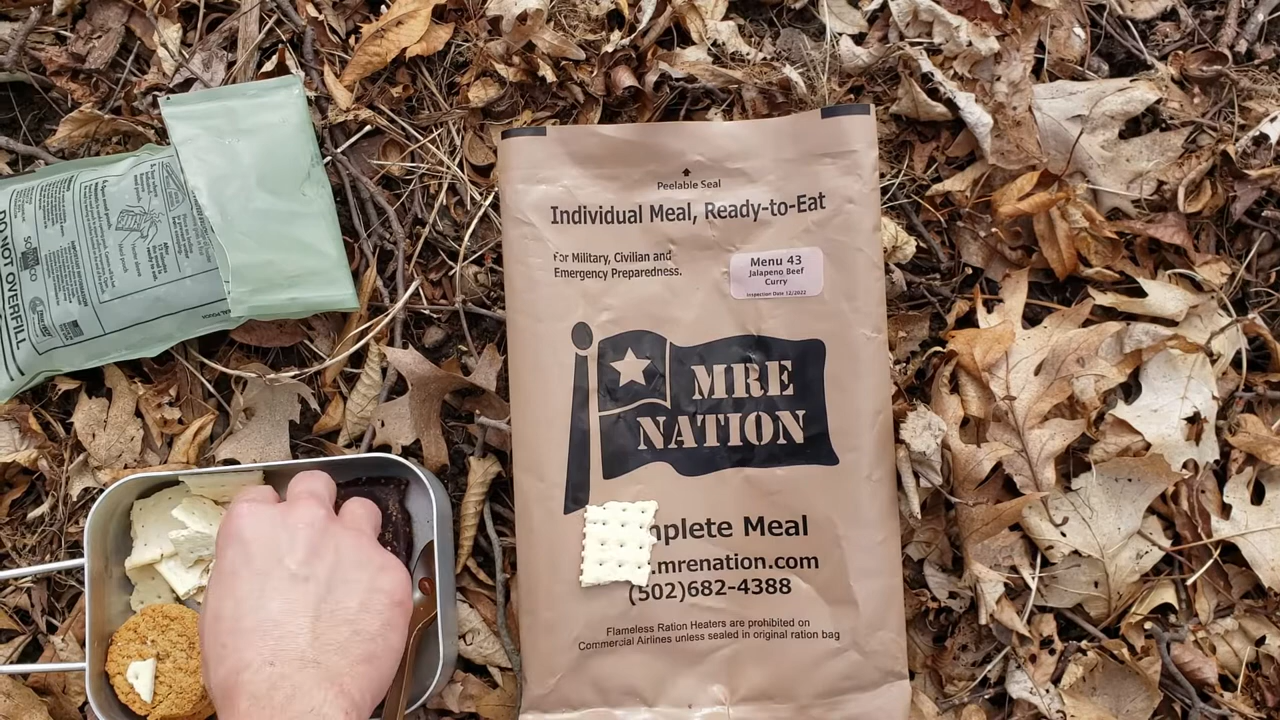 Peelable Seal
Individual Meal, Ready-to-Eat
For Military, Civilian and
Emergency Preparedness.
Menu 43
Jalapeno Beef
Curry
Inspection Date 12/2022
MRE
NATION
mplete Meal
.mrenation.com
(502)682-4388
Flameless Ration Heaters are prohibited on
Commercial Airlines unless sealed in original ration bag
DO NOT OVERFILL